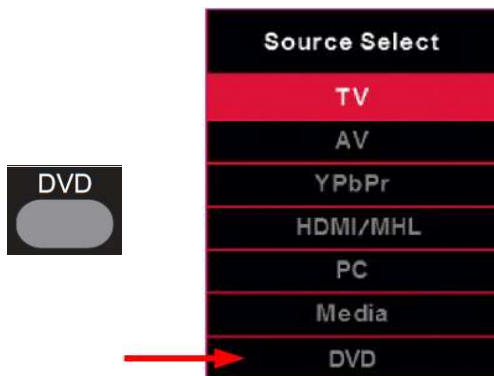 DVD
Source Select
TV
AV
YPbPr
HDMI/MHL
PC
Media
DVD